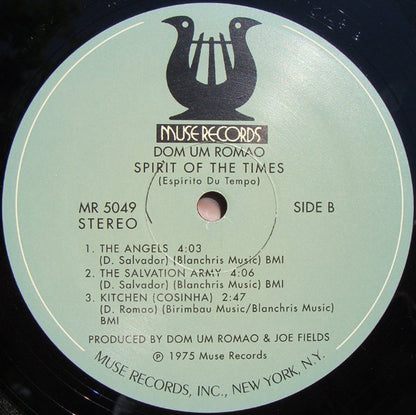 MUSE RECORDS
DOM UM ROMAO
SPIRIT OF THE TIMES
(Espirito Du Tempo)
MR 5049
STEREO
SIDE B
1. THE ANGELS 4:03
(D. Salvador) (Blanchris Music) BMI
2. THE SALVATION ARMY 4:06
(D. Salvador) (Blanchris Music) BMI
3. KITCHEN (COSINHA) 2:47
(D. Romao) (Birimbau Music/Blanchris Music)
BMI
PRODUCED BY DOM UM ROMAO & JOE FIELDS
℗ 1975 Muse Records
MUSE RECORDS, INC., NEW YORK, N.Y.